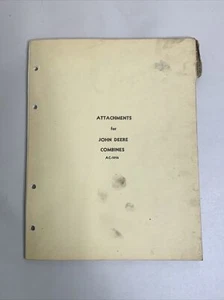 ATTACHMENTS
for
JOHN DEERE
COMBINES